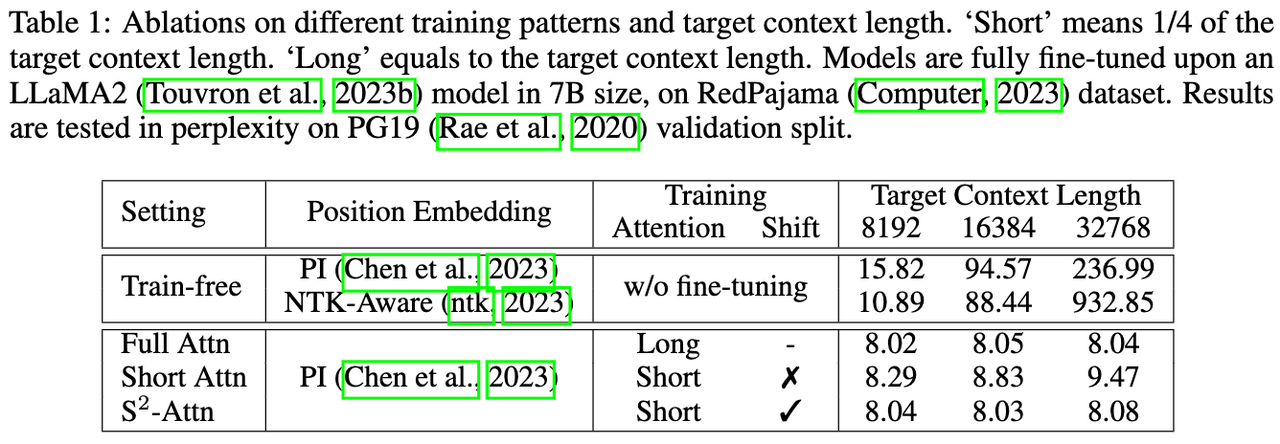 Table 1: Ablations on different training patterns and target context length. ‘Short’ means 1/4 of the
target context length. ‘Long’ equals to the target context length. Models are fully fine-tuned upon an
LLaMA2 (Touvron et al., 2023b) model in 7B size, on RedPajama (Computer, 2023) dataset. Results
are tested in perplexity on PG19 (Rae et al., 2020) validation split.
Setting Position Embedding Training Target Context Length
Attention Shift 8192 16384 32768
Train-free PI (Chen et al., 2023) w/o fine-tuning 15.82 94.57 236.99
NTK-Aware (ntk, 2023) 10.89 88.44 932.85
Full Attn Long - 8.02 8.05 8.04
Short Attn PI (Chen et al., 2023) Short ✗ 8.29 8.83 9.47
S²-Attn Short ✓ 8.04 8.03 8.08